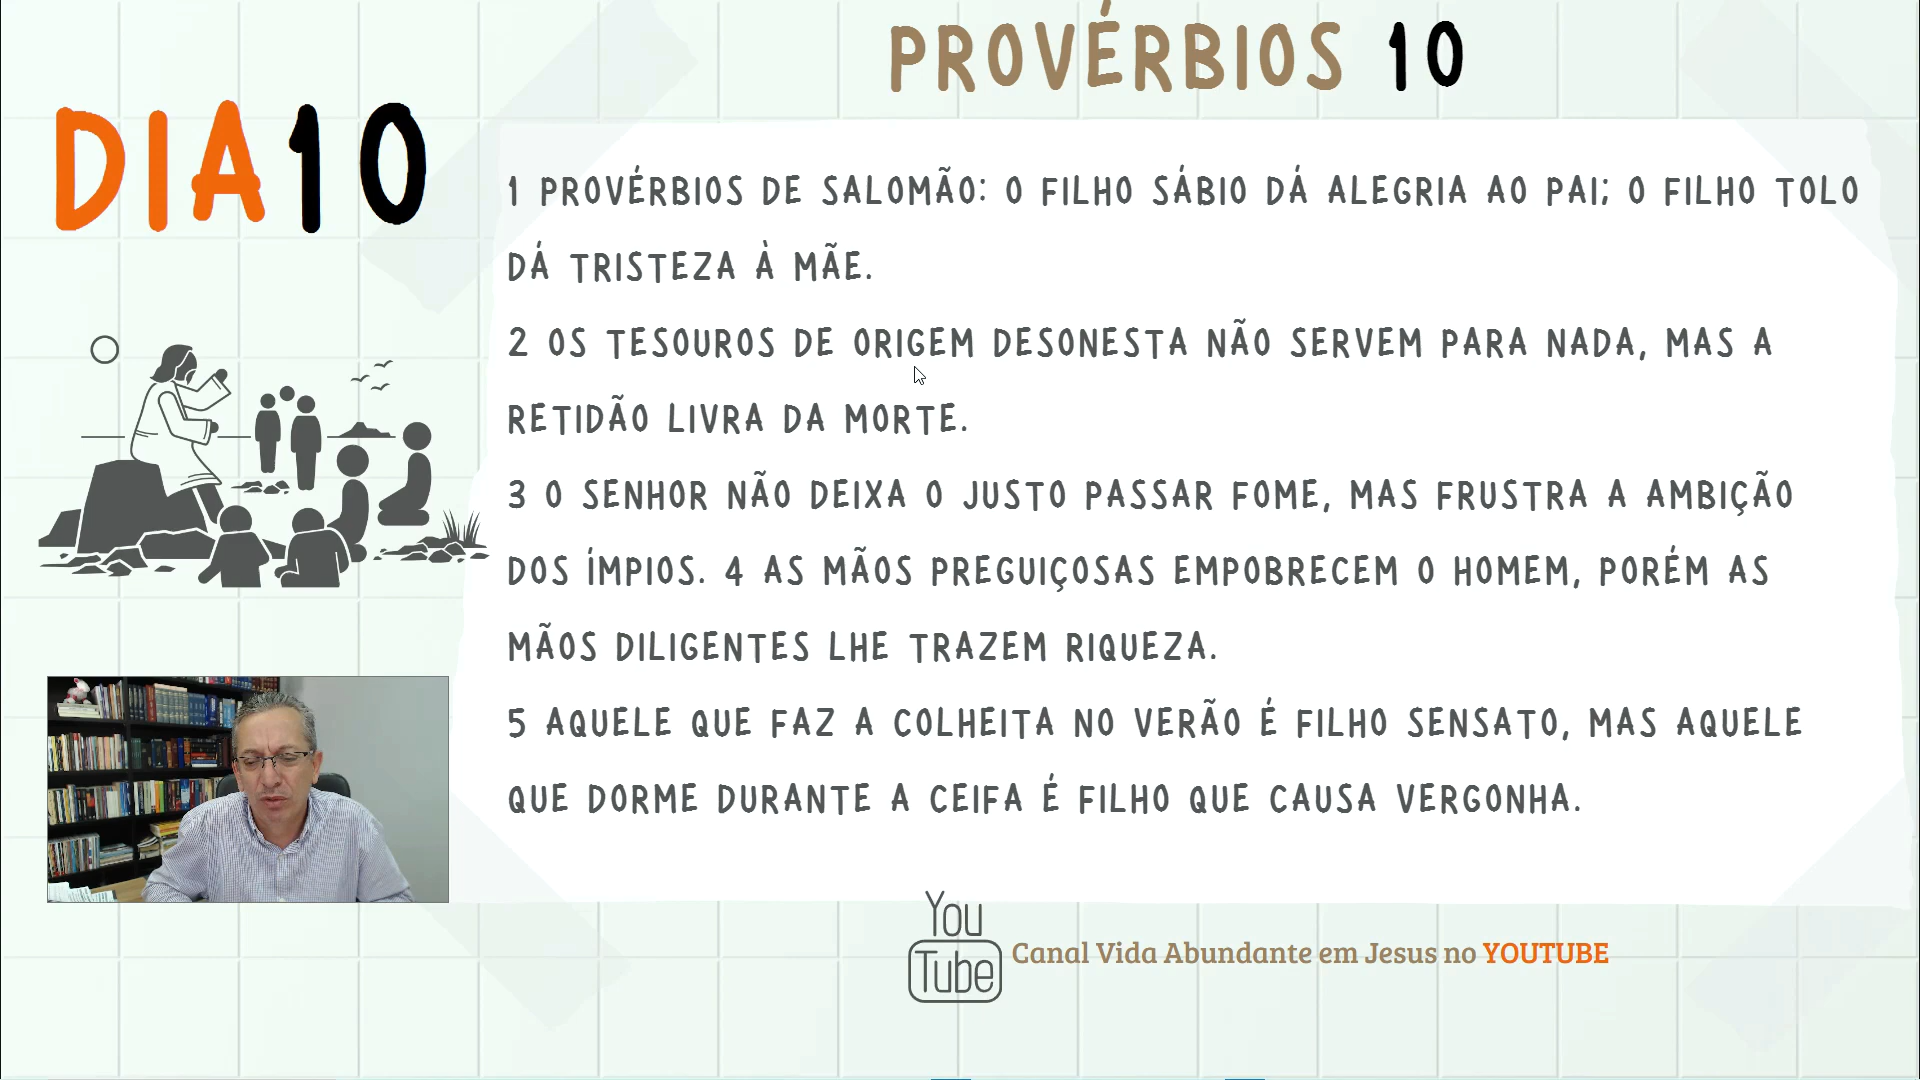 PROVÉRBIOS 10
DIA10
1 PROVÉRBIOS DE SALOMÃO: O FILHO SÁBIO DÁ ALEGRIA AO PAI; O FILHO TOLO
DÁ TRISTEZA À MÃE.
2 OS TESOUROS DE ORIGEM DESONESTA NÃO SERVEM PARA NADA, MAS A
RETIDÃO LIVRA DA MORTE.
3 O SENHOR NÃO DEIXA O JUSTO PASSAR FOME, MAS FRUSTRA A AMBIÇÃO
DOS ÍMPIOS. 4 AS MÃOS PREGUIÇOSAS EMPOBRECEM O HOMEM, PORÉM AS
MÃOS DILIGENTES LHE TRAZEM RIQUEZA.
5 AQUELE QUE FAZ A COLHEITA NO VERÃO É FILHO SENSATO, MAS AQUELE
QUE DORME DURANTE A CEIFA É FILHO QUE CAUSA VERGONHA.
You
Tube
Canal Vida Abundante em Jesus no YOUTUBE